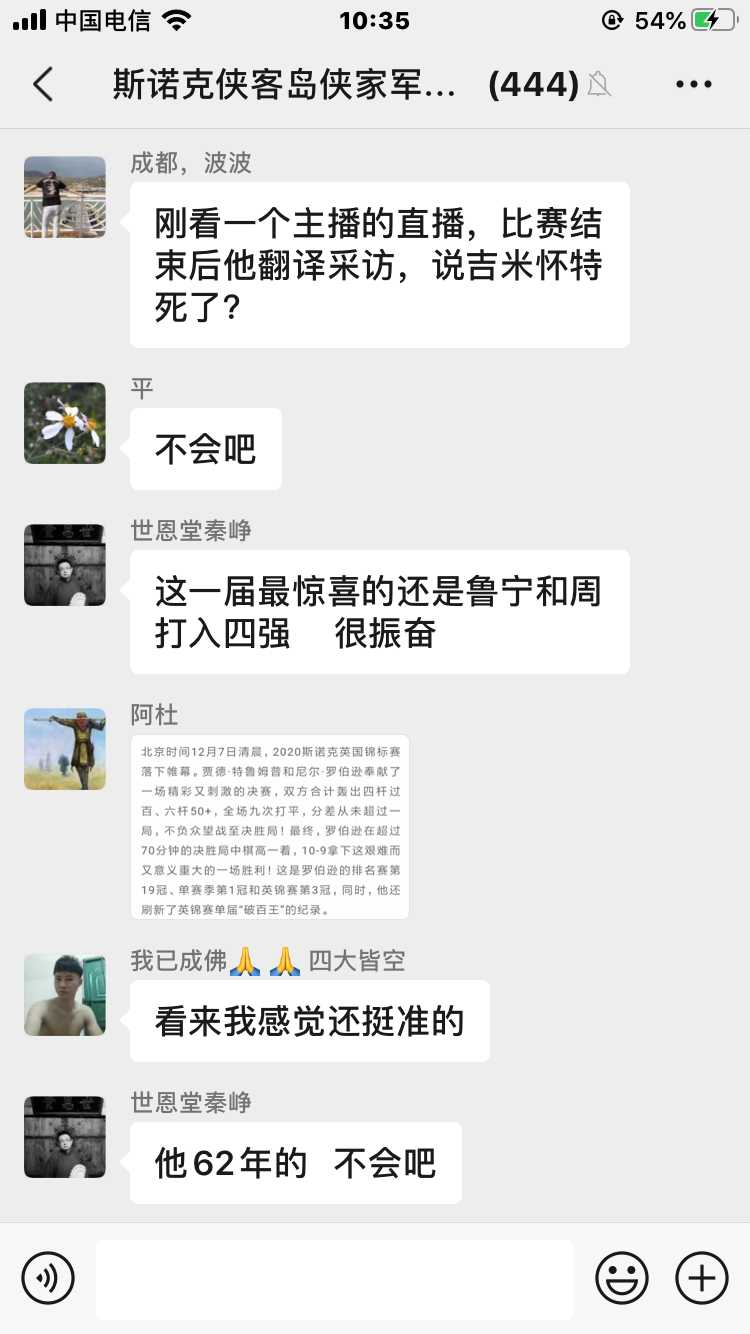 中国电信
10:35
54%
斯诺克侠客岛侠家军... (444)
成都，波波
刚看一个主播的直播，比赛结
束后他翻译采访，说吉米怀特
死了？
平
不会吧
世恩堂秦峥
这一届最惊喜的还是鲁宁和周
打入四强 很振奋
阿杜
北京时间12月7日清晨，2020斯诺克英国锦标赛
落下帷幕。贾德·特鲁姆普和尼尔·罗伯逊奉献了
一场精彩又刺激的决赛，双方合计轰出四杆过
百、六杆50+，全场九次打平，分差从未超过一
局，不负众望战至决胜局！最终，罗伯逊在超过
70分钟的决胜局中棋高一着，10-9拿下这艰难而
又意义重大的一场胜利！这是罗伯逊的排名赛第
19冠、单赛季第1冠和英锦赛第3冠，同时，他还
刷新了英锦赛单届“破百王”的纪录。
我已成佛🙏🙏四大皆空
看来我感觉还挺准的
世恩堂秦峥
他62年的 不会吧